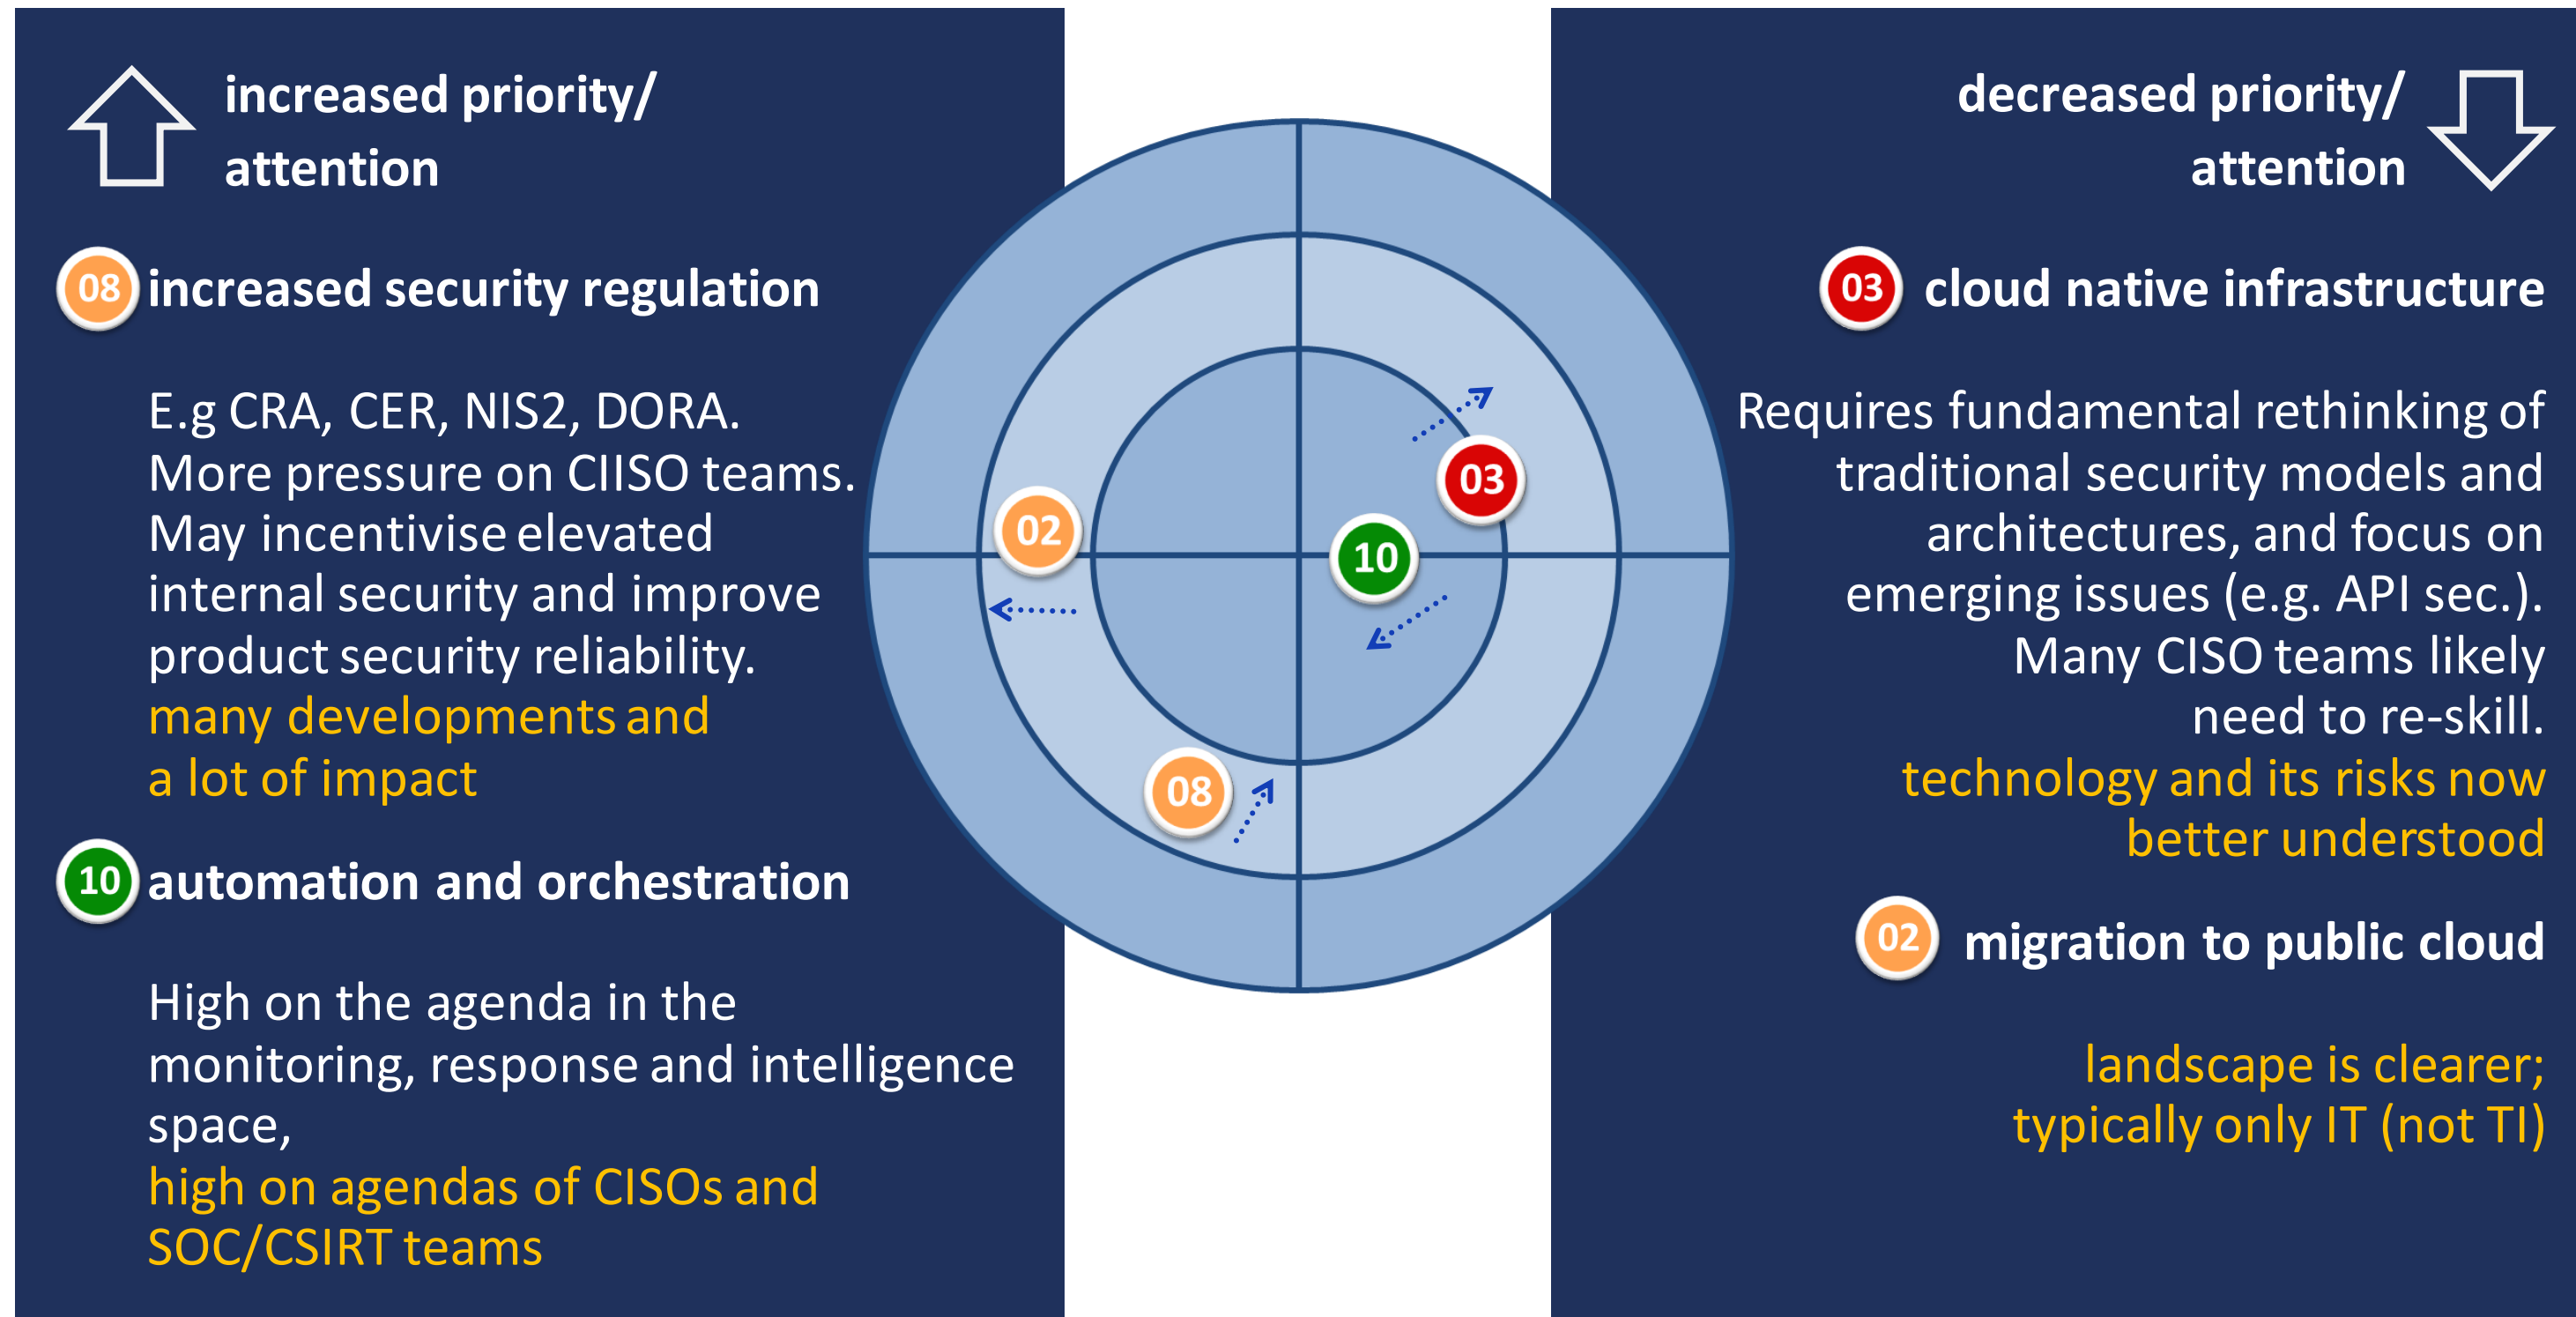 increased priority/
attention
08 increased security regulation
E.g CRA, CER, NIS2, DORA.
More pressure on CIISO teams.
May incentivise elevated
internal security and improve
product security reliability.
many developments and
a lot of impact
10 automation and orchestration
High on the agenda in the
monitoring, response and intelligence
space,
high on agendas of CISOs and
SOC/CSIRT teams
03
02
10
08
decreased priority/
attention
03 cloud native infrastructure
Requires fundamental rethinking of
traditional security models and
architectures, and focus on
emerging issues (e.g. API sec.).
Many CISO teams likely
need to re-skill.
technology and its risks now
better understood
02 migration to public cloud
landscape is clearer;
typically only IT (not TI)